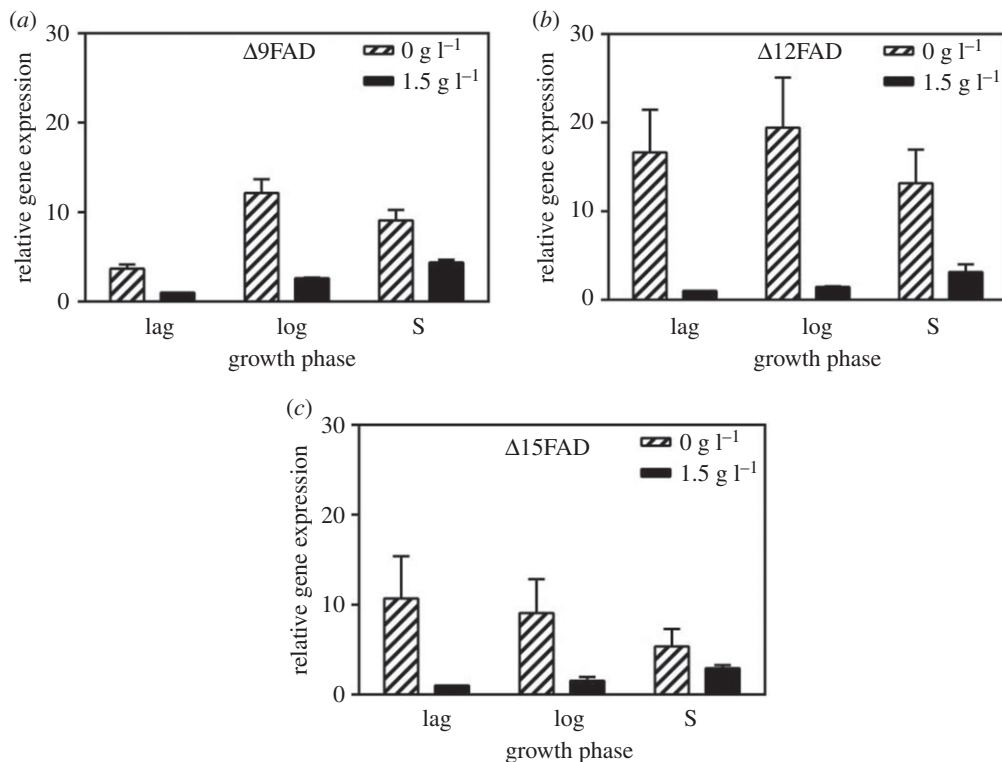 (a)
30
20
10
0
relative gene expression
Δ9FAD
0 g l⁻¹
1.5 g l⁻¹
lag log S
growth phase
(b)
30
20
10
0
relative gene expression
Δ12FAD
0 g l⁻¹
1.5 g l⁻¹
lag log S
growth phase
(c)
30
20
10
0
relative gene expression
Δ15FAD
0 g l⁻¹
1.5 g l⁻¹
lag log S
growth phase